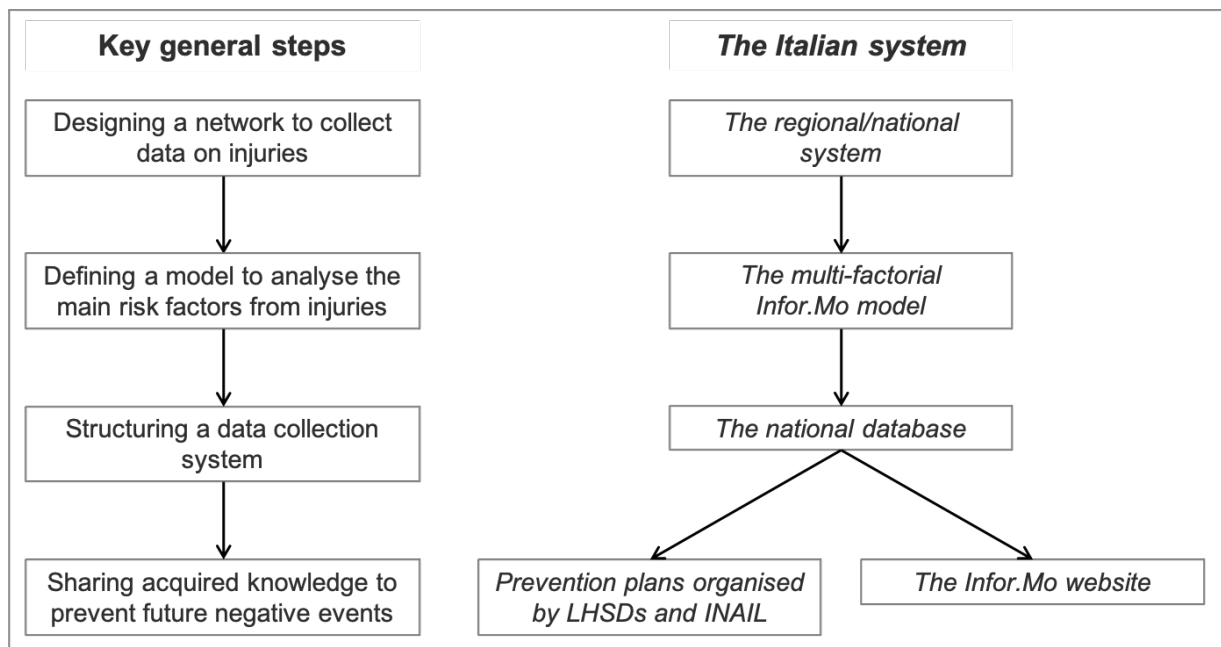 Key general steps
Designing a network to collect
data on injuries
Defining a model to analyse the
main risk factors from injuries
Structuring a data collection
system
Sharing acquired knowledge to
prevent future negative events
The Italian system
The regional/national
system
The multi-factorial
Infor.Mo model
The national database
Prevention plans organised
by LHSDs and INAIL
The Infor.Mo website